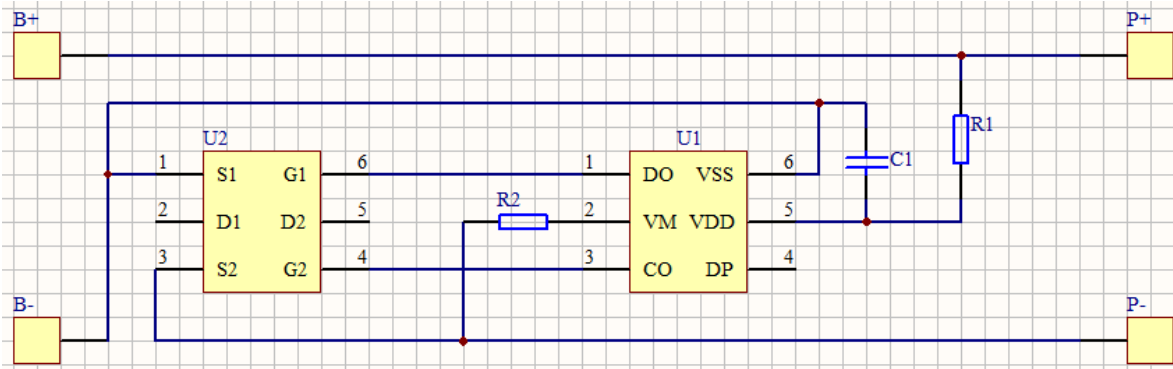 B+
P+
U2
U1
R1
C1
1
S1
G1
6
1
DO
VSS
6
2
D1
D2
5
R2
2
VM
VDD
5
3
S2
G2
4
3
CO
DP
4
B-
P-